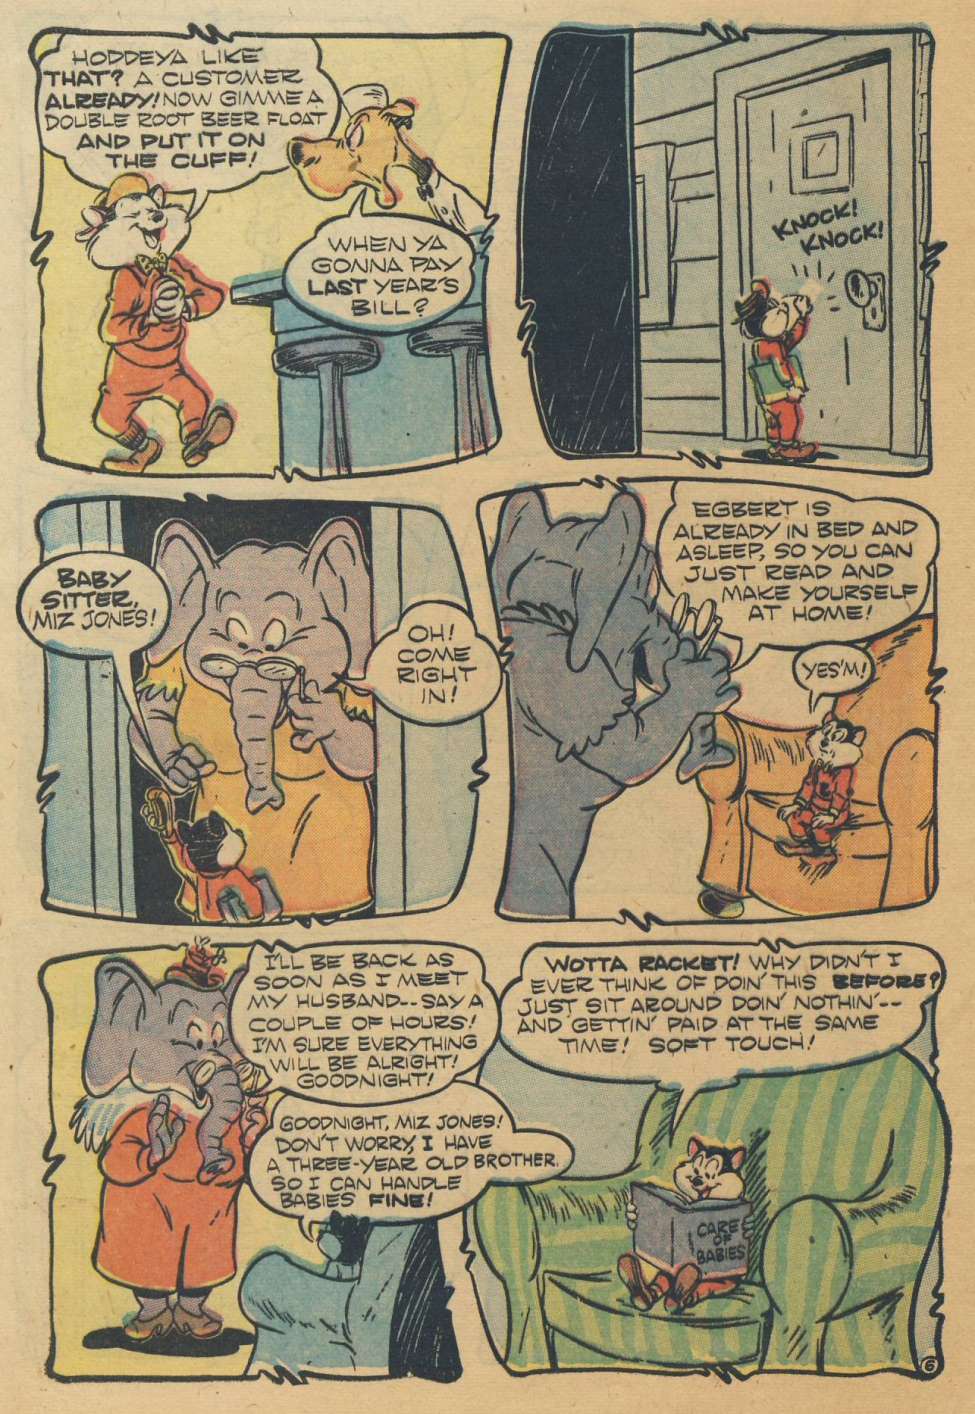 HODDEYA LIKE
THAT? A CUSTOMER
ALREADY! NOW GIMME A
DOUBLE ROOT BEER FLOAT
AND PUT IT ON
THE CUFF!
WHEN YA
GONNA PAY
LAST YEAR'S
BILL?
KNOCK!
KNOCK!
BABY
SITTER,
MIZ JONES!
OH!
COME
RIGHT
IN!
EGBERT IS
ALREADY IN BED AND
ASLEEP, SO YOU CAN
JUST READ AND
MAKE YOURSELF
AT HOME!
YES'M!
I'LL BE BACK AS
SOON AS I MEET
MY HUSBAND--SAY A
COUPLE OF HOURS!
I'M SURE EVERYTHING
WILL BE ALRIGHT!
GOODNIGHT!
GOODNIGHT, MIZ JONES!
DON'T WORRY, I HAVE
A THREE-YEAR OLD BROTHER.
SO I CAN HANDLE
BABIES FINE!
WOTTA RACKET! WHY DIDN'T I
EVER THINK OF DOIN' THIS BEFORE?
JUST SIT AROUND DOIN' NOTHIN'--
AND GETTIN' PAID AT THE SAME
TIME! SOFT TOUCH!
CARE
OF
BABIES
6